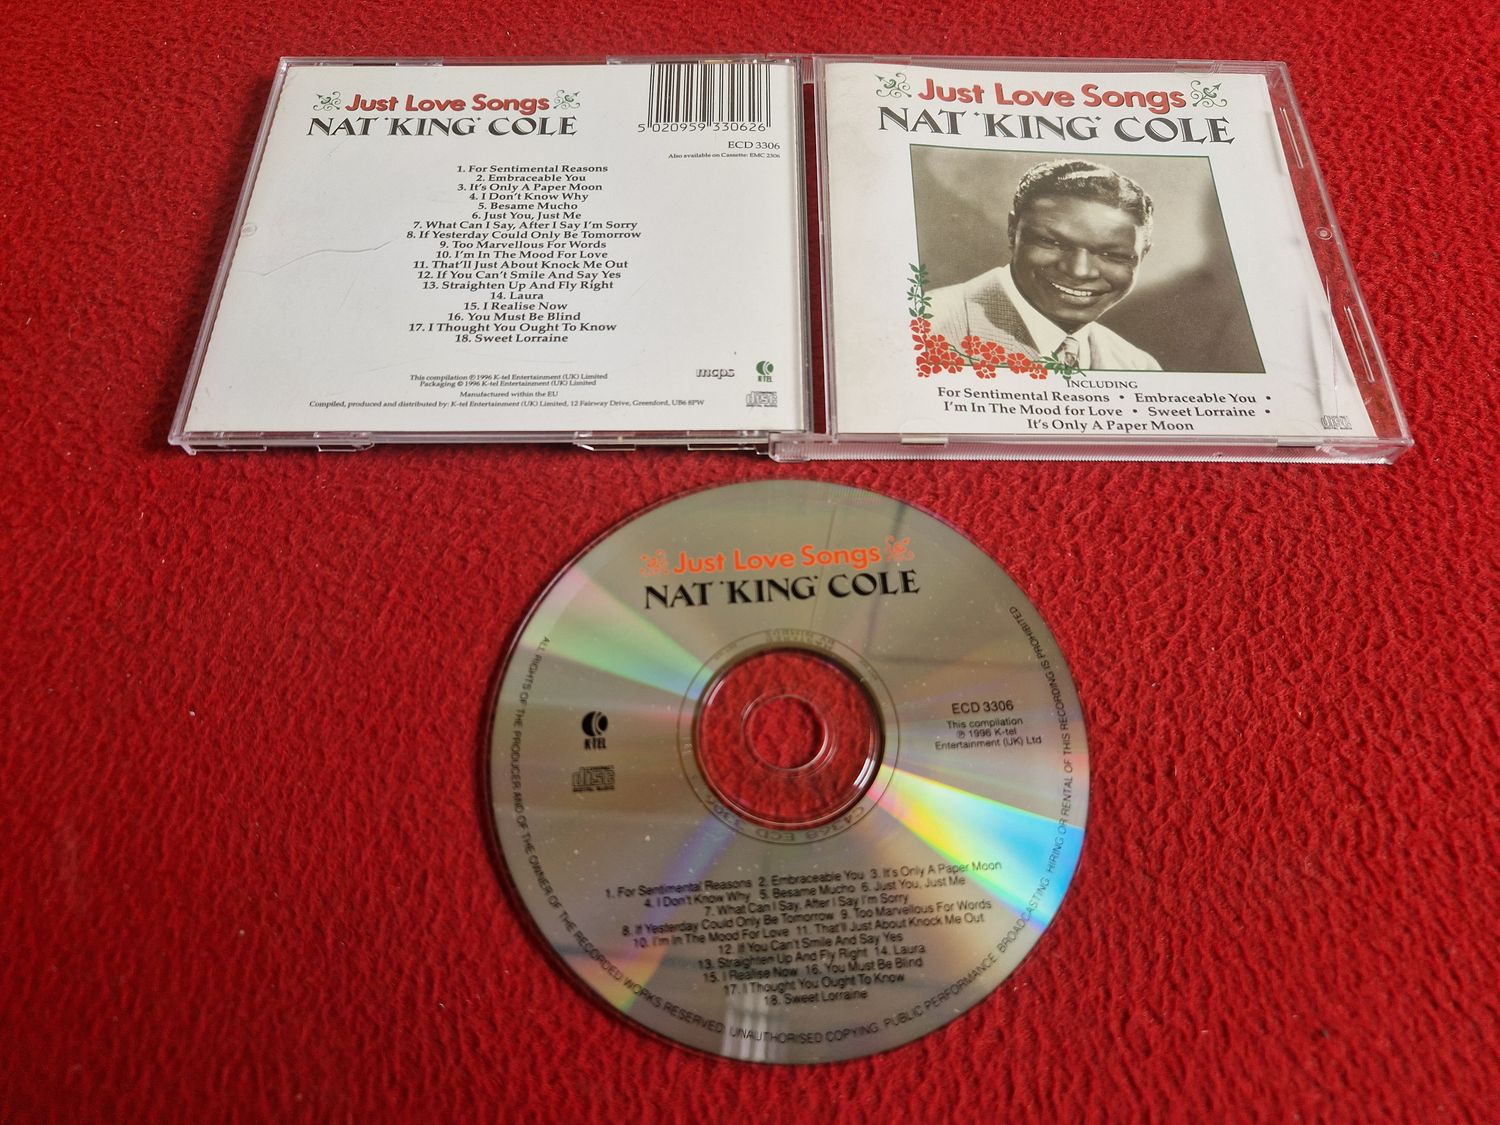 Just Love Songs
NAT 'KING' COLE
5 020959 330626
ECD 3306
Also available on Cassette: EMC 2306
1. For Sentimental Reasons
2. Embraceable You
3. It's Only A Paper Moon
4. I Don't Know Why
5. Besame Mucho
6. Just You, Just Me
7. What Can I Say, After I Say I'm Sorry
8. If Yesterday Could Only Be Tomorrow
9. Too Marvellous For Words
10. I'm In The Mood For Love
11. That'll Just About Knock Me Out
12. If You Can't Smile And Say Yes
13. Straighten Up And Fly Right
14. Laura
15. I Realise Now
16. You Must Be Blind
17. I Thought You Ought To Know
18. Sweet Lorraine
This compilation ℗ 1996 K-tel Entertainment (UK) Limited
Packaging © 1996 K-tel Entertainment (UK) Limited
Manufactured within the EU
Compiled, produced and distributed by: K-tel Entertainment (UK) Limited, 12 Fairway Drive, Greenford, UB6 8PW
mcps
K-TEL
COMPACT
disc
DIGITAL AUDIO
Just Love Songs
NAT 'KING' COLE
INCLUDING
For Sentimental Reasons • Embraceable You •
I'm In The Mood for Love • Sweet Lorraine •
It's Only A Paper Moon
disc
Just Love Songs
NAT 'KING' COLE
K-TEL
COMPACT
disc
DIGITAL AUDIO
ECD 3306
This compilation
℗ 1996 K-tel
Entertainment (UK) Ltd
1. For Sentimental Reasons 2. Embraceable You 3. It's Only A Paper Moon
4. I Don't Know Why 5. Besame Mucho 6. Just You, Just Me
7. What Can I Say, After I Say I'm Sorry
8. If Yesterday Could Only Be Tomorrow 9. Too Marvellous For Words
10. I'm In The Mood For Love 11. That'll Just About Knock Me Out
12. If You Can't Smile And Say Yes
13. Straighten Up And Fly Right 14. Laura
15. I Realise Now 16. You Must Be Blind
17. I Thought You Ought To Know
18. Sweet Lorraine
ALL RIGHTS OF THE PRODUCER AND OF THE OWNER OF THE RECORDED WORKS RESERVED. UNAUTHORISED COPYING. PUBLIC PERFORMANCE. BROADCASTING. HIRING OR RENTAL OF THIS RECORDING IS PROHIBITED